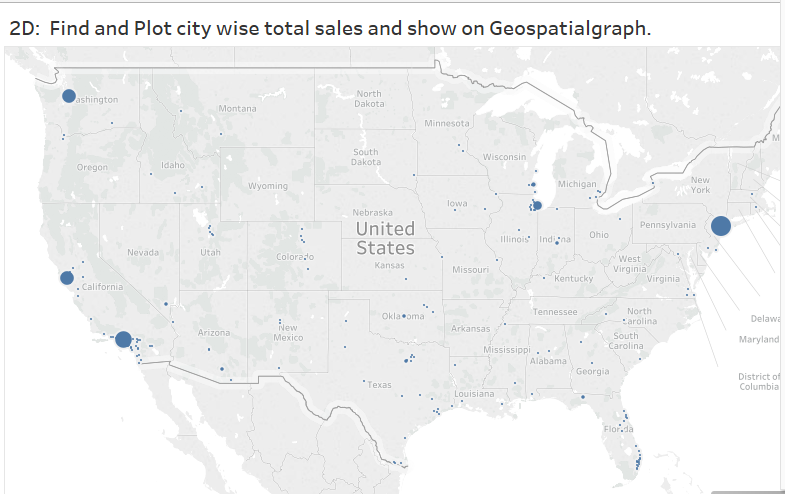 2D: Find and Plot city wise total sales and show on Geospatialgraph.
ashington
North
Dakota
Montana
Minnesota
Oregon
Idaho
South
Dakota
Wisconsin
Wyoming
Michigan
New
York
Nebraska
Iowa
United
States
Nevada
Utah
Colorado
Kansas
Illinois
Indiana
Ohio
Pennsylvania
Missouri
West
Virginia
Virginia
Kentucky
California
Arizona
New
Mexico
Oklahoma
Arkansas
Tennessee
North
Carolina
South
Carolina
Mississippi
Alabama
Georgia
Texas
Louisiana
Florida
Delawa
Maryland
District of
Columbia